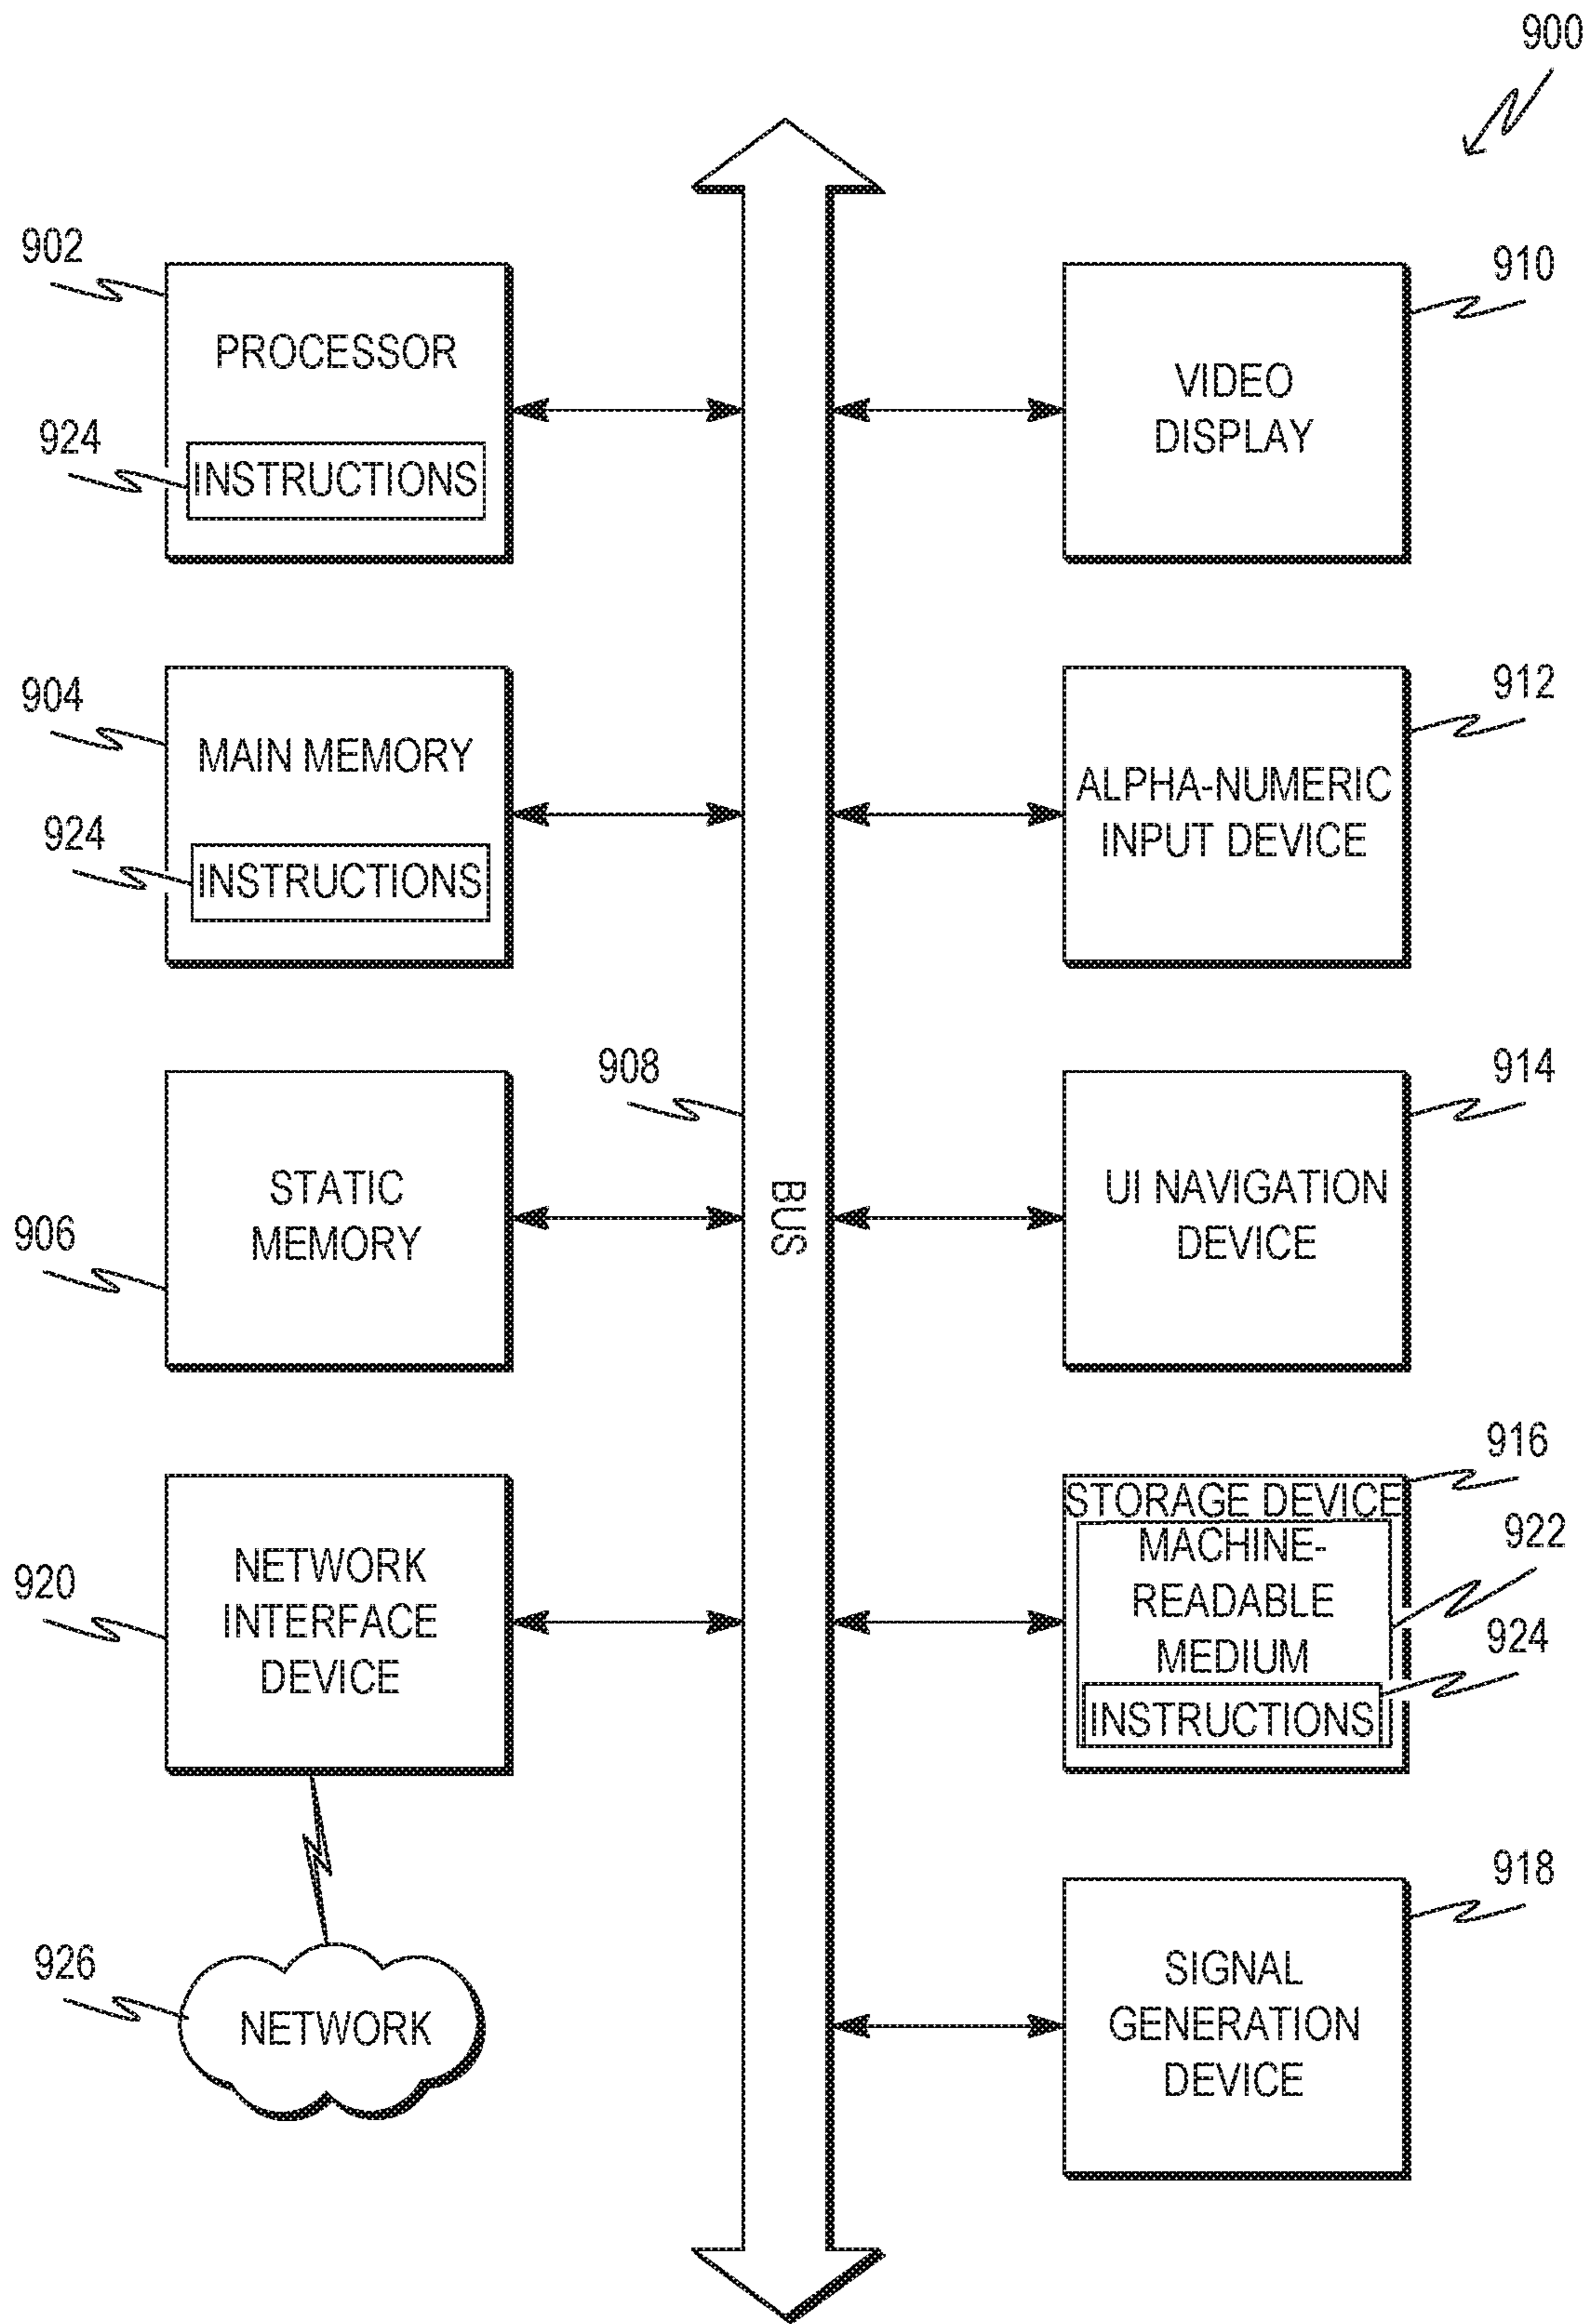 900
902
PROCESSOR
924
INSTRUCTIONS
904
MAIN MEMORY
924
INSTRUCTIONS
906
STATIC
MEMORY
920
NETWORK
INTERFACE
DEVICE
926
NETWORK
908
BUS
910
VIDEO
DISPLAY
912
ALPHA-NUMERIC
INPUT DEVICE
914
UI NAVIGATION
DEVICE
916
STORAGE DEVICE
922
MACHINE-
READABLE
MEDIUM
924
INSTRUCTIONS
918
SIGNAL
GENERATION
DEVICE